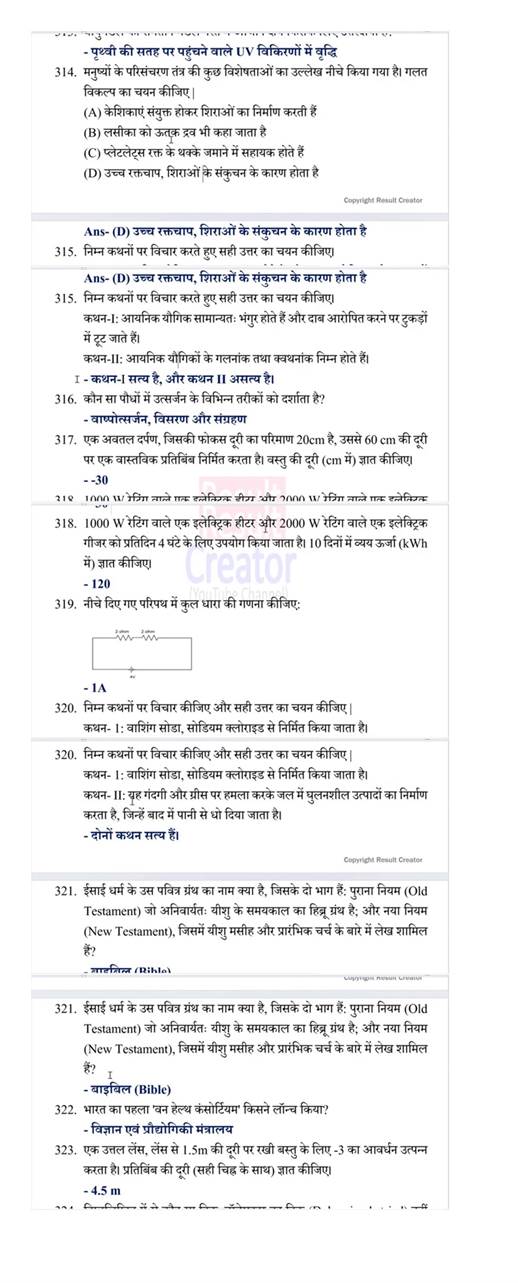 - पृथ्वी की सतह पर पहुंचने वाले UV विकिरणों में वृद्धि
314. मनुष्यों के परिसंचरण तंत्र की कुछ विशेषताओं का उल्लेख नीचे किया गया है। गलत
विकल्प का चयन कीजिए|
(A) केशिकाएं संयुक्त होकर शिराओं का निर्माण करती हैं
(B) लसीका को ऊतक द्रव भी कहा जाता है
(C) प्लेटलेट्स रक्त के थक्के जमाने में सहायक होते हैं
(D) उच्च रक्तचाप, शिराओं के संकुचन के कारण होता है
Copyright Result Creator
Ans- (D) उच्च रक्तचाप, शिराओं के संकुचन के कारण होता है
315. निम्न कथनों पर विचार करते हुए सही उत्तर का चयन कीजिए।
Ans- (D) उच्च रक्तचाप, शिराओं के संकुचन के कारण होता है
315. निम्न कथनों पर विचार करते हुए सही उत्तर का चयन कीजिए।
कथन-I: आयनिक यौगिक सामान्यतः भंगुर होते हैं और दाब आरोपित करने पर टुकड़ों
में टूट जाते हैं।
कथन-II: आयनिक यौगिकों के गलनांक तथा क्वथनांक निम्न होते हैं।
- कथन-I सत्य है, और कथन II असत्य है।
316. कौन सा पौधों में उत्सर्जन के विभिन्न तरीकों को दर्शाता है?
- वाष्पोत्सर्जन, विसरण और संग्रहण
317. एक अवतल दर्पण, जिसकी फोकस दूरी का परिमाण 20cm है, उससे 60 cm की दूरी
पर एक वास्तविक प्रतिबिंब निर्मित करता है। वस्तु की दूरी (cm में) ज्ञात कीजिए।
- -30
318. 1000 W रेटिंग वाले एक इलेक्ट्रिक हीटर और 2000 W रेटिंग वाले एक इलेक्ट्रिक
318. 1000 W रेटिंग वाले एक इलेक्ट्रिक हीटर और 2000 W रेटिंग वाले एक इलेक्ट्रिक
गीजर को प्रतिदिन 4 घंटे के लिए उपयोग किया जाता है। 10 दिनों में व्यय ऊर्जा (kWh
में) ज्ञात कीजिए।
- 120
Result
Creator
(YouTube Channel)
319. नीचे दिए गए परिपथ में कुल धारा की गणना कीजिए:
2 ohm 2 ohm
4V
- 1A
320. निम्न कथनों पर विचार कीजिए और सही उत्तर का चयन कीजिए|
कथन- I: वाशिंग सोडा, सोडियम क्लोराइड से निर्मित किया जाता है।
320. निम्न कथनों पर विचार कीजिए और सही उत्तर का चयन कीजिए|
कथन- I: वाशिंग सोडा, सोडियम क्लोराइड से निर्मित किया जाता है।
कथन- II: यह गंदगी और ग्रीस पर हमला करके जल में घुलनशील उत्पादों का निर्माण
करता है, जिन्हें बाद में पानी से धो दिया जाता है।
- दोनों कथन सत्य हैं।
Copyright Result Creator
321. ईसाई धर्म के उस पवित्र ग्रंथ का नाम क्या है, जिसके दो भाग हैं: पुराना नियम (Old
Testament) जो अनिवार्यतः यीशु के समयकाल का हिब्रू ग्रंथ है; और नया नियम
(New Testament), जिसमें यीशु मसीह और प्रारंभिक चर्च के बारे में लेख शामिल
हैं?
- बाइबिल (Bible)
Copyright Result Creator
321. ईसाई धर्म के उस पवित्र ग्रंथ का नाम क्या है, जिसके दो भाग हैं: पुराना नियम (Old
Testament) जो अनिवार्यतः यीशु के समयकाल का हिब्रू ग्रंथ है; और नया नियम
(New Testament), जिसमें यीशु मसीह और प्रारंभिक चर्च के बारे में लेख शामिल
हैं?
- बाइबिल (Bible)
322. भारत का पहला 'वन हेल्थ कंसोर्टियम' किसने लॉन्च किया?
- विज्ञान एवं प्रौद्योगिकी मंत्रालय
323. एक उत्तल लेंस, लेंस से 1.5m की दूरी पर रखी बस्तु के लिए -3 का आवर्धन उत्पन्न
करता है। प्रतिबिंब की दूरी (सही चिह्न के साथ) ज्ञात कीजिए।
- 4.5 m